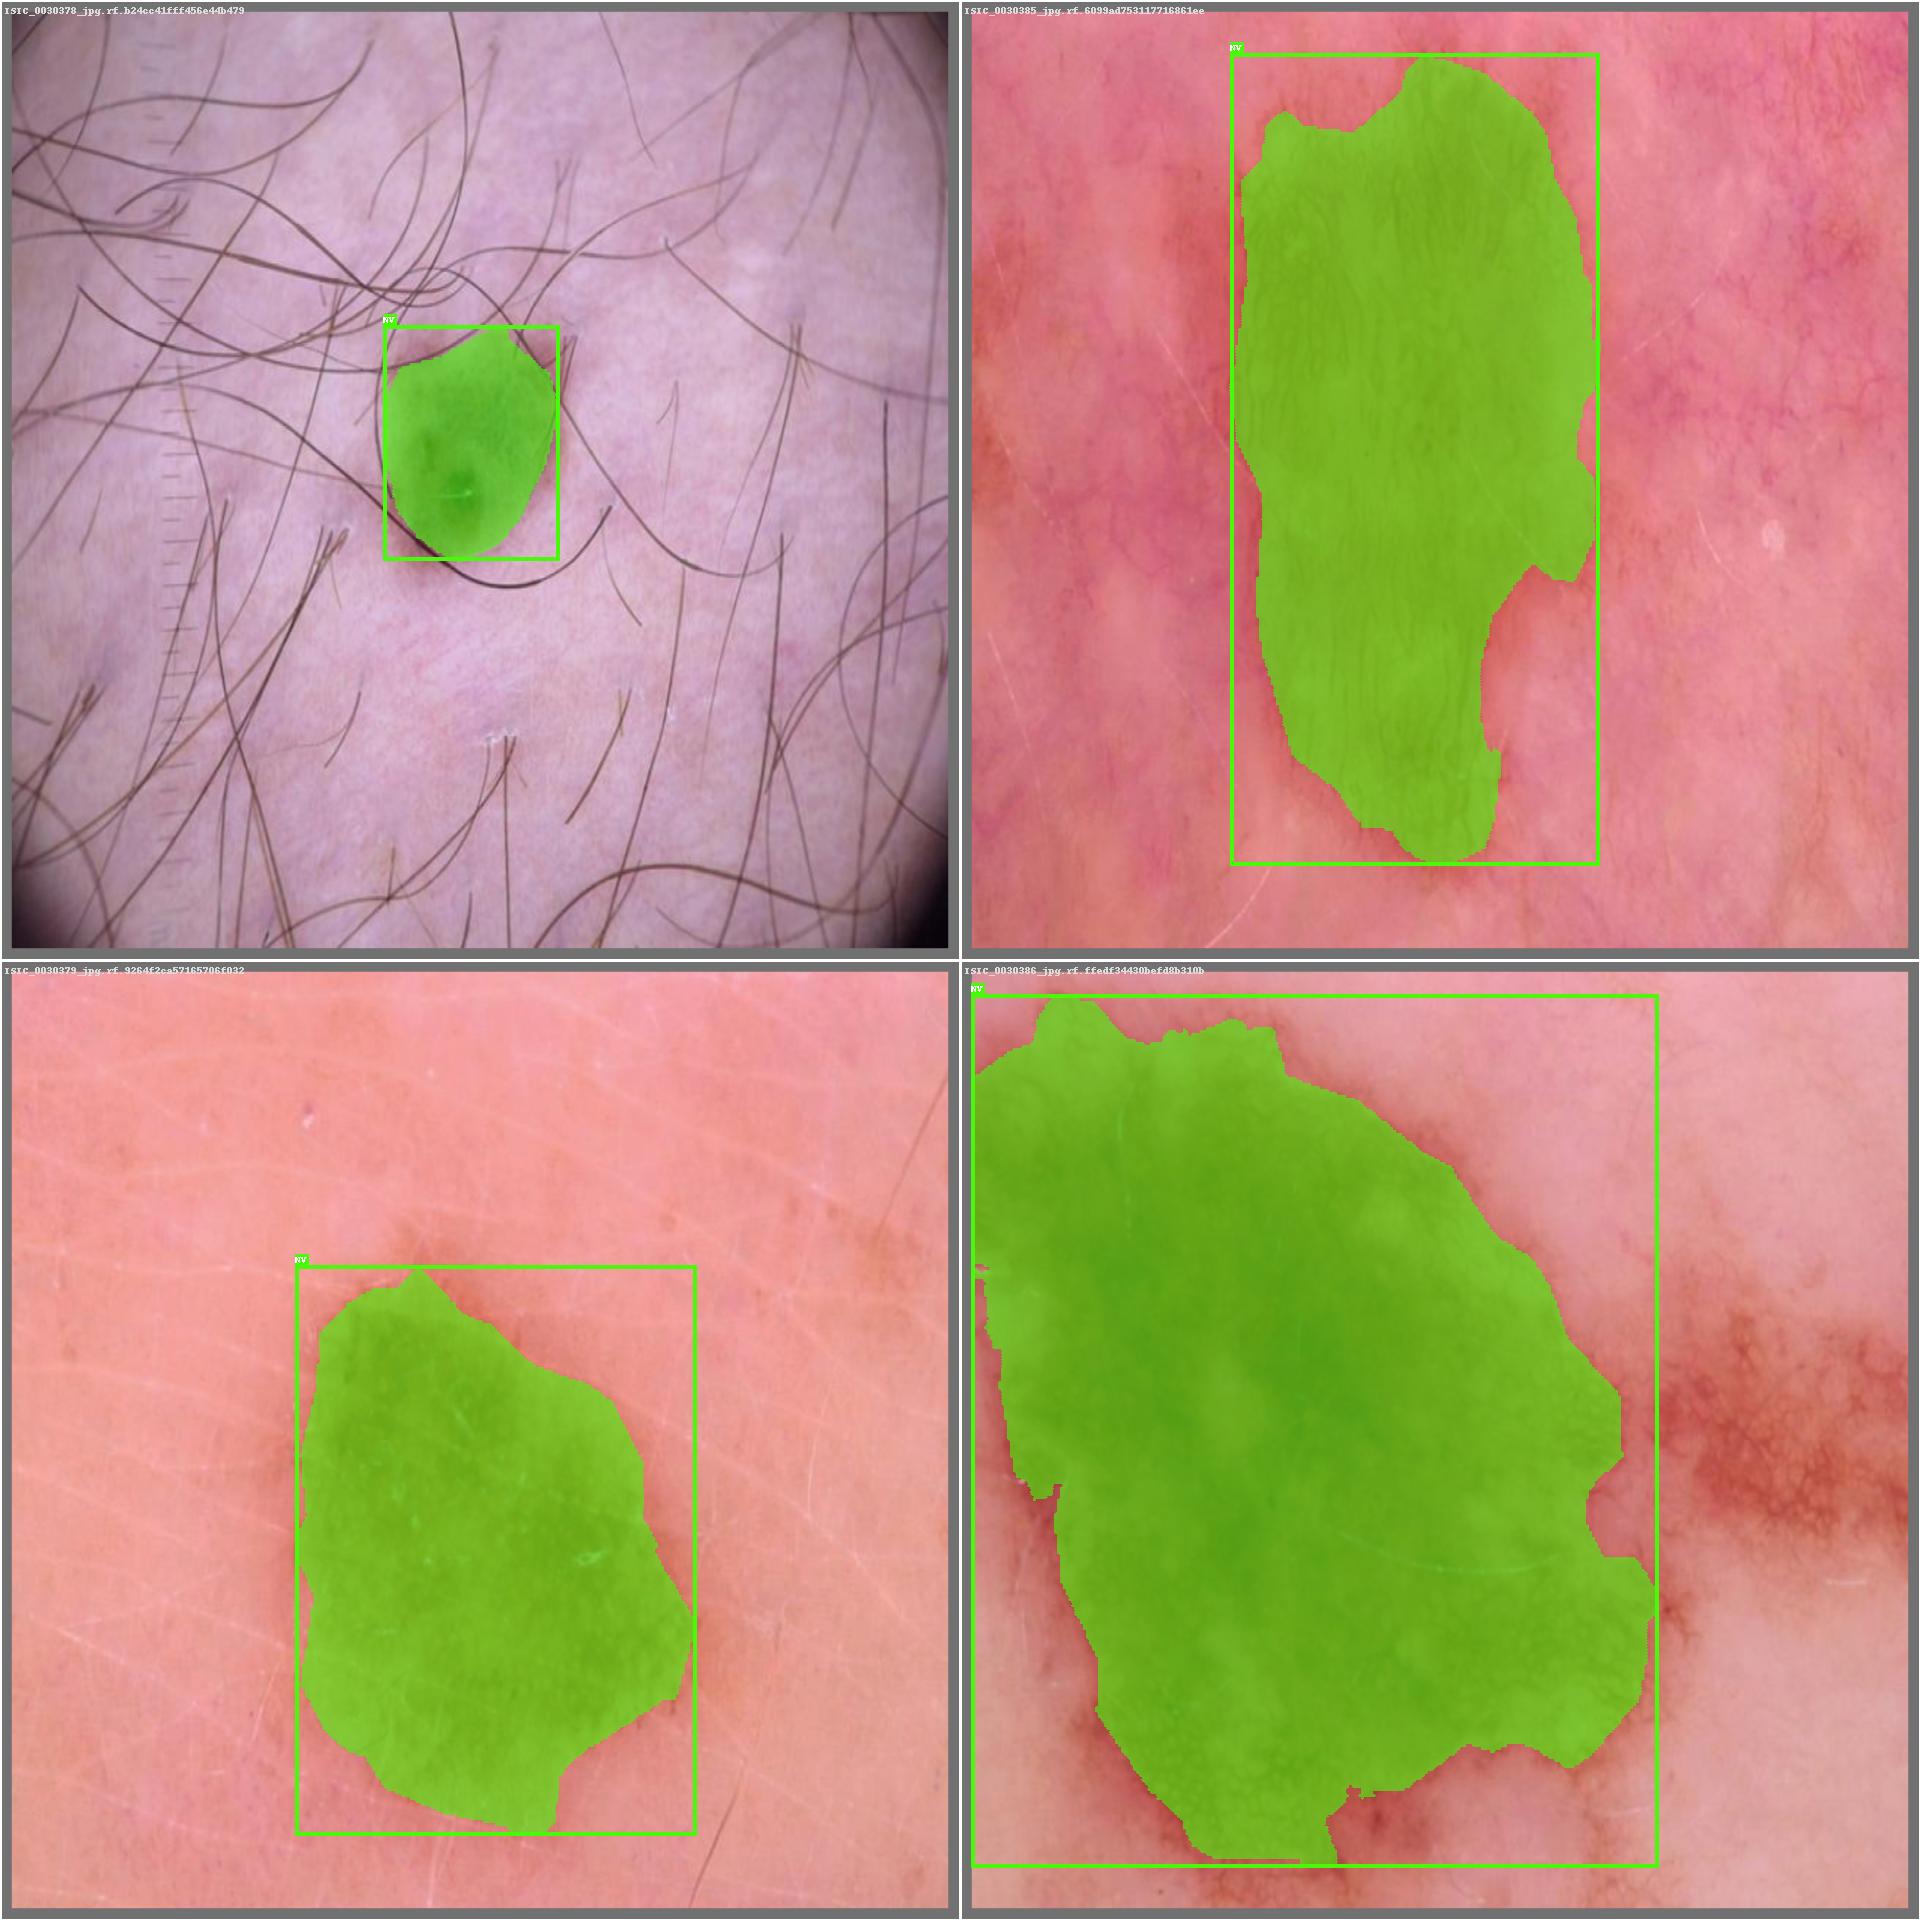 ISIC_0030378_jpg.rf.b24cc41fff456e44b479
ISIC_0030385_jpg.rf.6099ad753117716861ee
NV
NV
ISIC_0030379_jpg.rf.9264f2ca57165706f032
ISIC_0030386_jpg.rf.ffedf34430befd8b310b
NV
NV